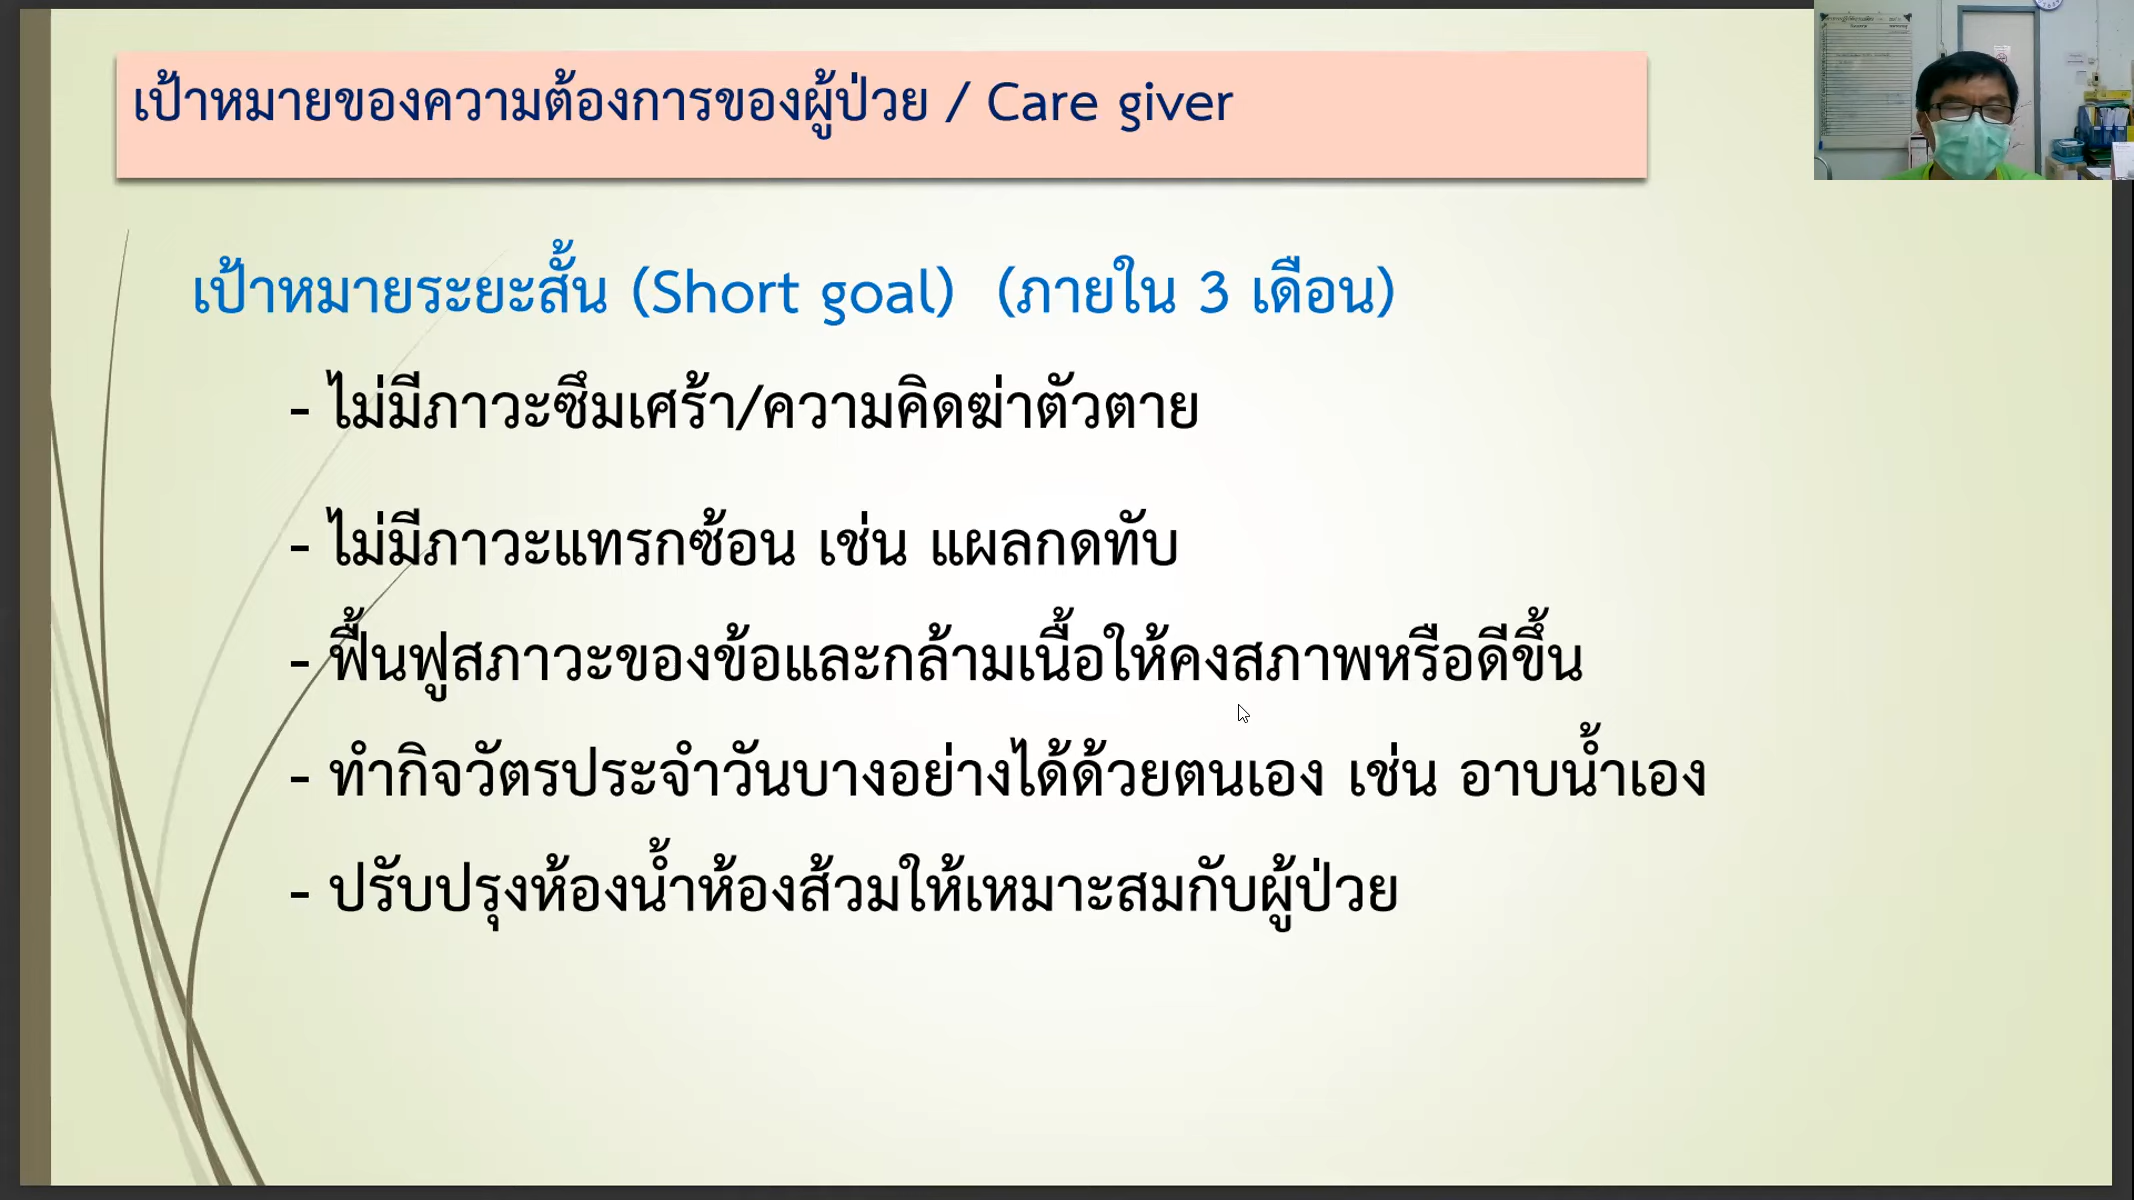 เป้าหมายของความต้องการของผู้ป่วย / Care giver
เป้าหมายระยะสั้น (Short goal) (ภายใน 3 เดือน)
- ไม่มีภาวะซึมเศร้า/ความคิดฆ่าตัวตาย
- ไม่มีภาวะแทรกซ้อน เช่น แผลกดทับ
- ฟื้นฟูสภาวะของข้อและกล้ามเนื้อให้คงสภาพหรือดีขึ้น
- ทำกิจวัตรประจำวันบางอย่างได้ด้วยตนเอง เช่น อาบน้ำเอง
- ปรับปรุงห้องน้ำห้องส้วมให้เหมาะสมกับผู้ป่วย